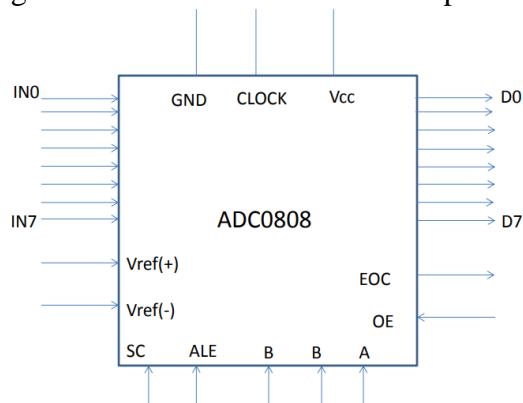 GND CLOCK Vcc
IN0
D0
ADC0808
IN7
D7
Vref(+)
EOC
Vref(-)
OE
SC ALE B B A